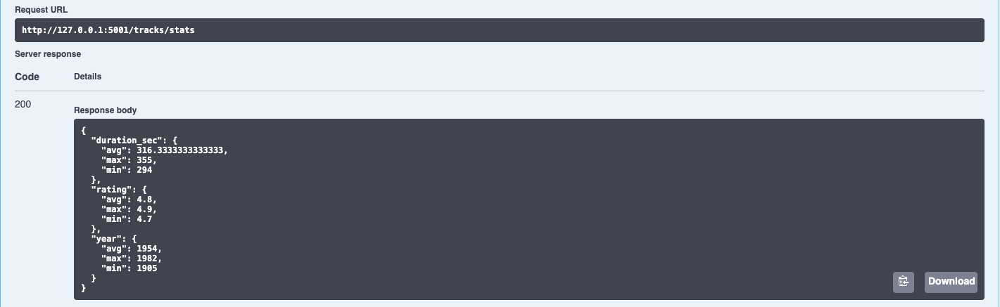 Request URL
http://127.0.0.1:5001/tracks/stats
Server response
Code Details
200
Response body
{
  "duration_sec": {
    "avg": 316.3333333333333,
    "max": 355,
    "min": 294
  },
  "rating": {
    "avg": 4.8,
    "max": 4.9,
    "min": 4.7
  },
  "year": {
    "avg": 1954,
    "max": 1982,
    "min": 1905
  }
}
Download